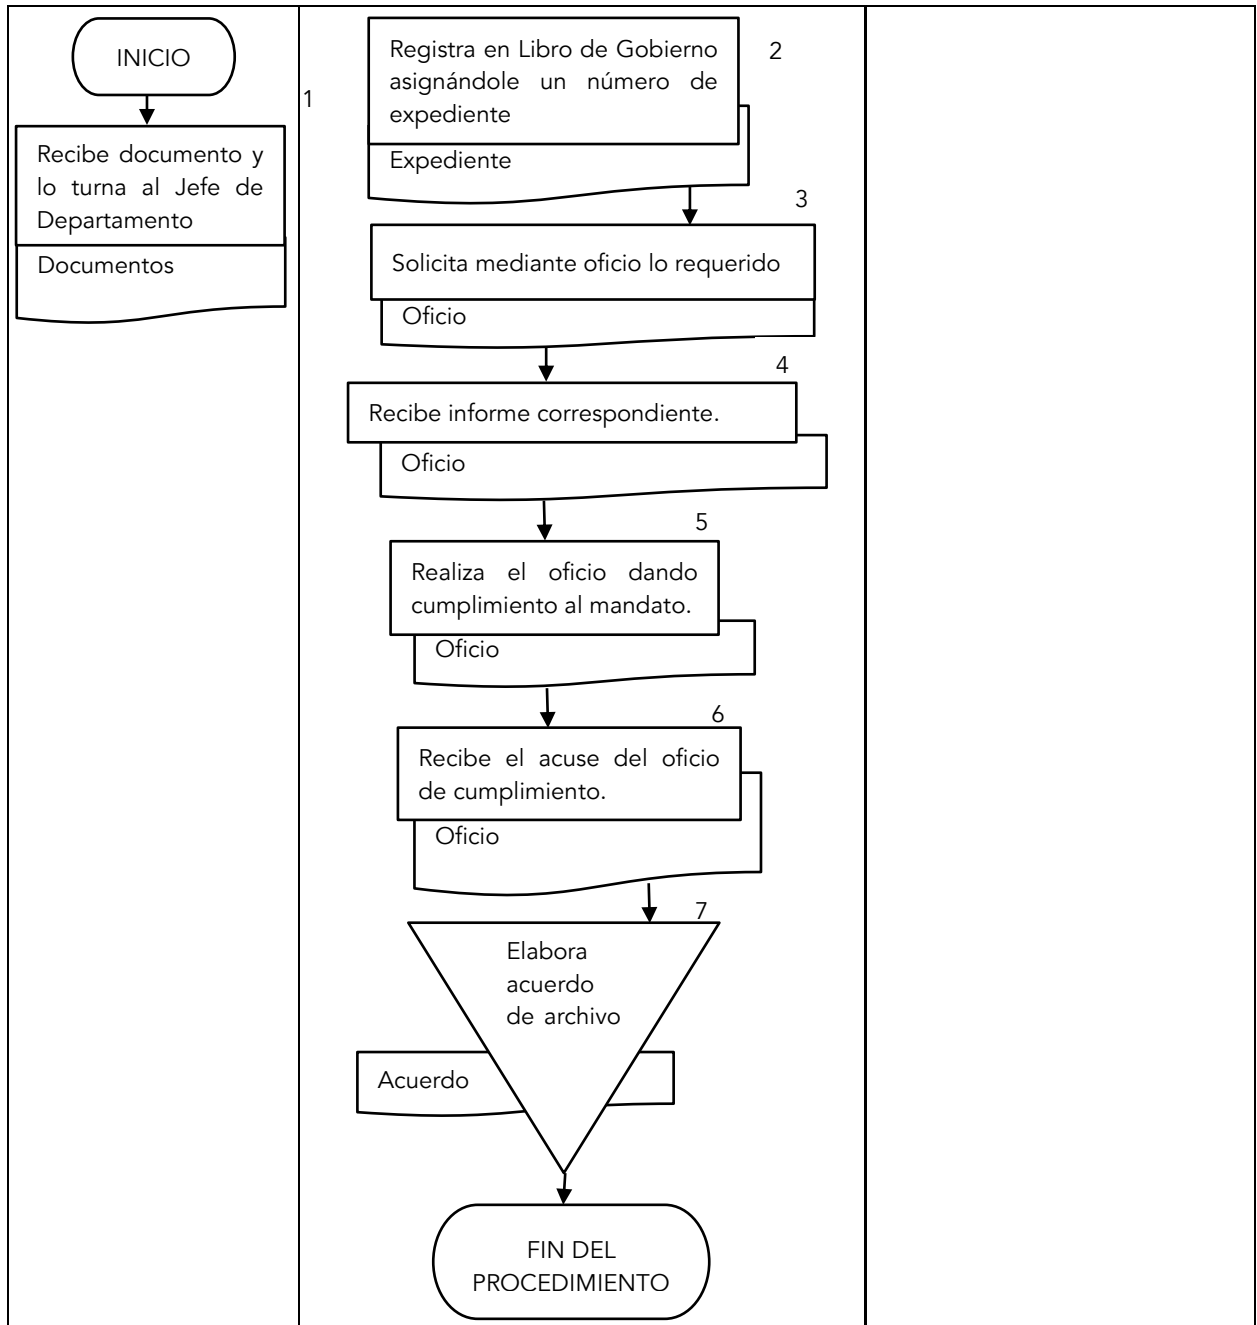 INICIO
1
Recibe documento y
lo turna al Jefe de
Departamento
Documentos
2
Registra en Libro de Gobierno
asignándole un número de
expediente
Expediente
3
Solicita mediante oficio lo requerido
Oficio
4
Recibe informe correspondiente.
Oficio
5
Realiza el oficio dando
cumplimiento al mandato.
Oficio
6
Recibe el acuse del oficio
de cumplimiento.
Oficio
7
Elabora
acuerdo
de archivo
Acuerdo
FIN DEL
PROCEDIMIENTO